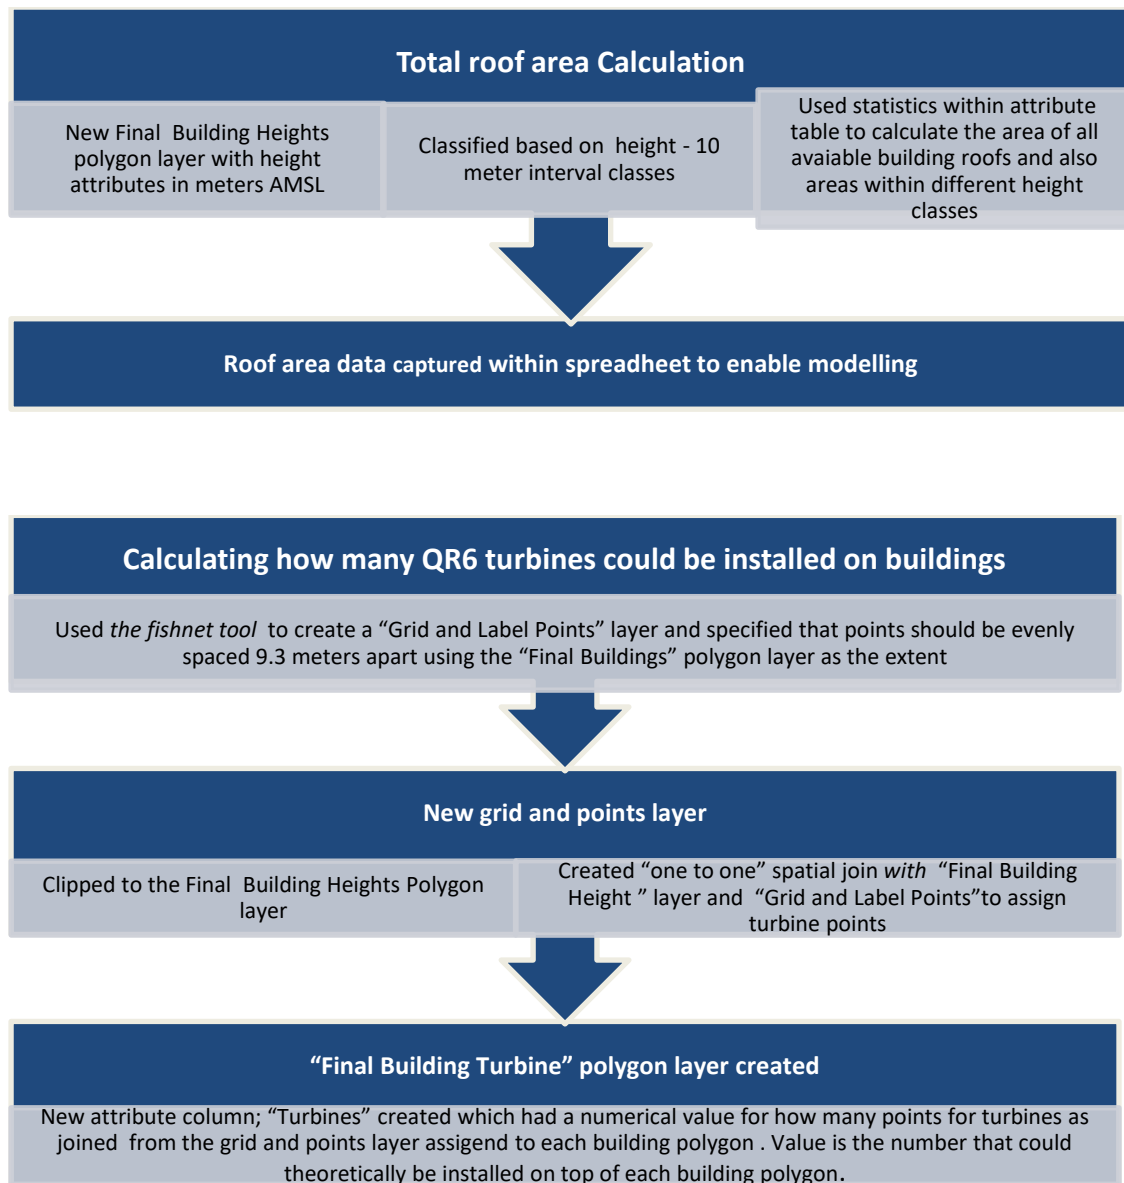 Total roof area Calculation
New Final Building Heights
polygon layer with height
attributes in meters AMSL
Classified based on height - 10
meter interval classes
Used statistics within attribute
table to calculate the area of all
avaiable building roofs and also
areas within different height
classes
Roof area data captured within spreadheet to enable modelling
Calculating how many QR6 turbines could be installed on buildings
Used the fishnet tool to create a “Grid and Label Points” layer and specified that points should be evenly
spaced 9.3 meters apart using the “Final Buildings” polygon layer as the extent
New grid and points layer
Clipped to the Final Building Heights Polygon
layer
Created “one to one” spatial join with “Final Building
Height ” layer and “Grid and Label Points”to assign
turbine points
“Final Building Turbine” polygon layer created
New attribute column; “Turbines” created which had a numerical value for how many points for turbines as
joined from the grid and points layer assigend to each building polygon . Value is the number that could
theoretically be installed on top of each building polygon.